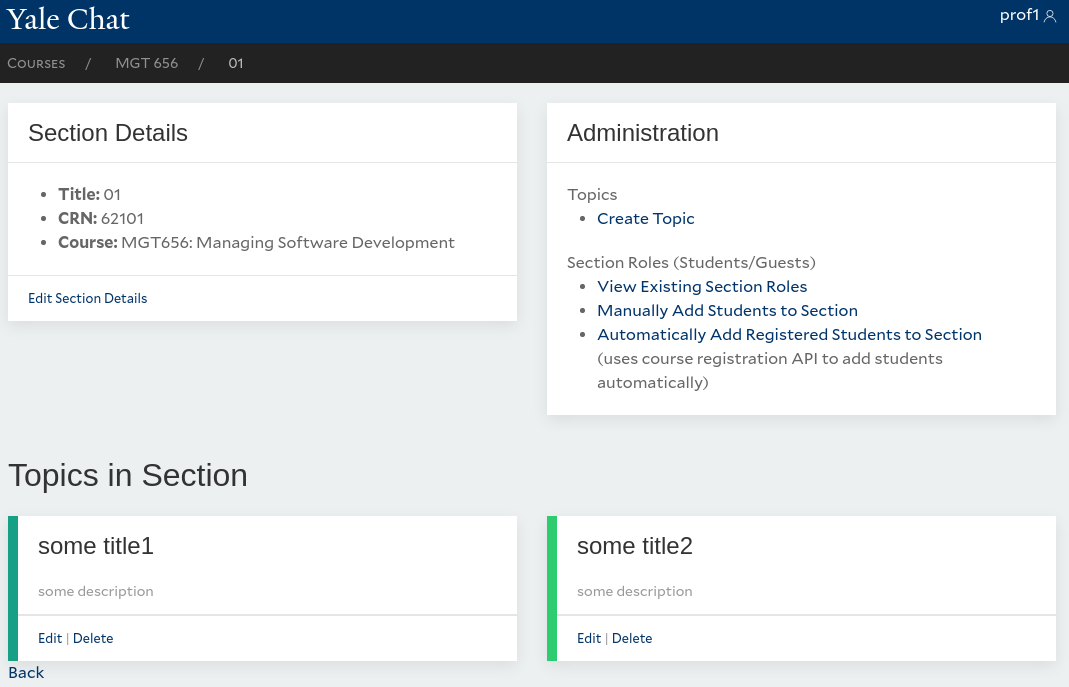 Yale Chat
prof1
Courses / MGT 656 / 01
Section Details
Title: 01
CRN: 62101
Course: MGT656: Managing Software Development
Edit Section Details
Administration
Topics
Create Topic
Section Roles (Students/Guests)
View Existing Section Roles
Manually Add Students to Section
Automatically Add Registered Students to Section
(uses course registration API to add students
automatically)
Topics in Section
some title1
some description
Edit | Delete
some title2
some description
Edit | Delete
Back